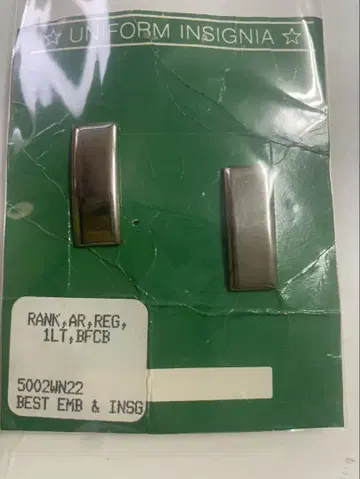 ☆ UNIFORM INSIGNIA ☆
RANK,AR,REG,
1LT,BFCB
5002WN22
BEST EMB & INSG